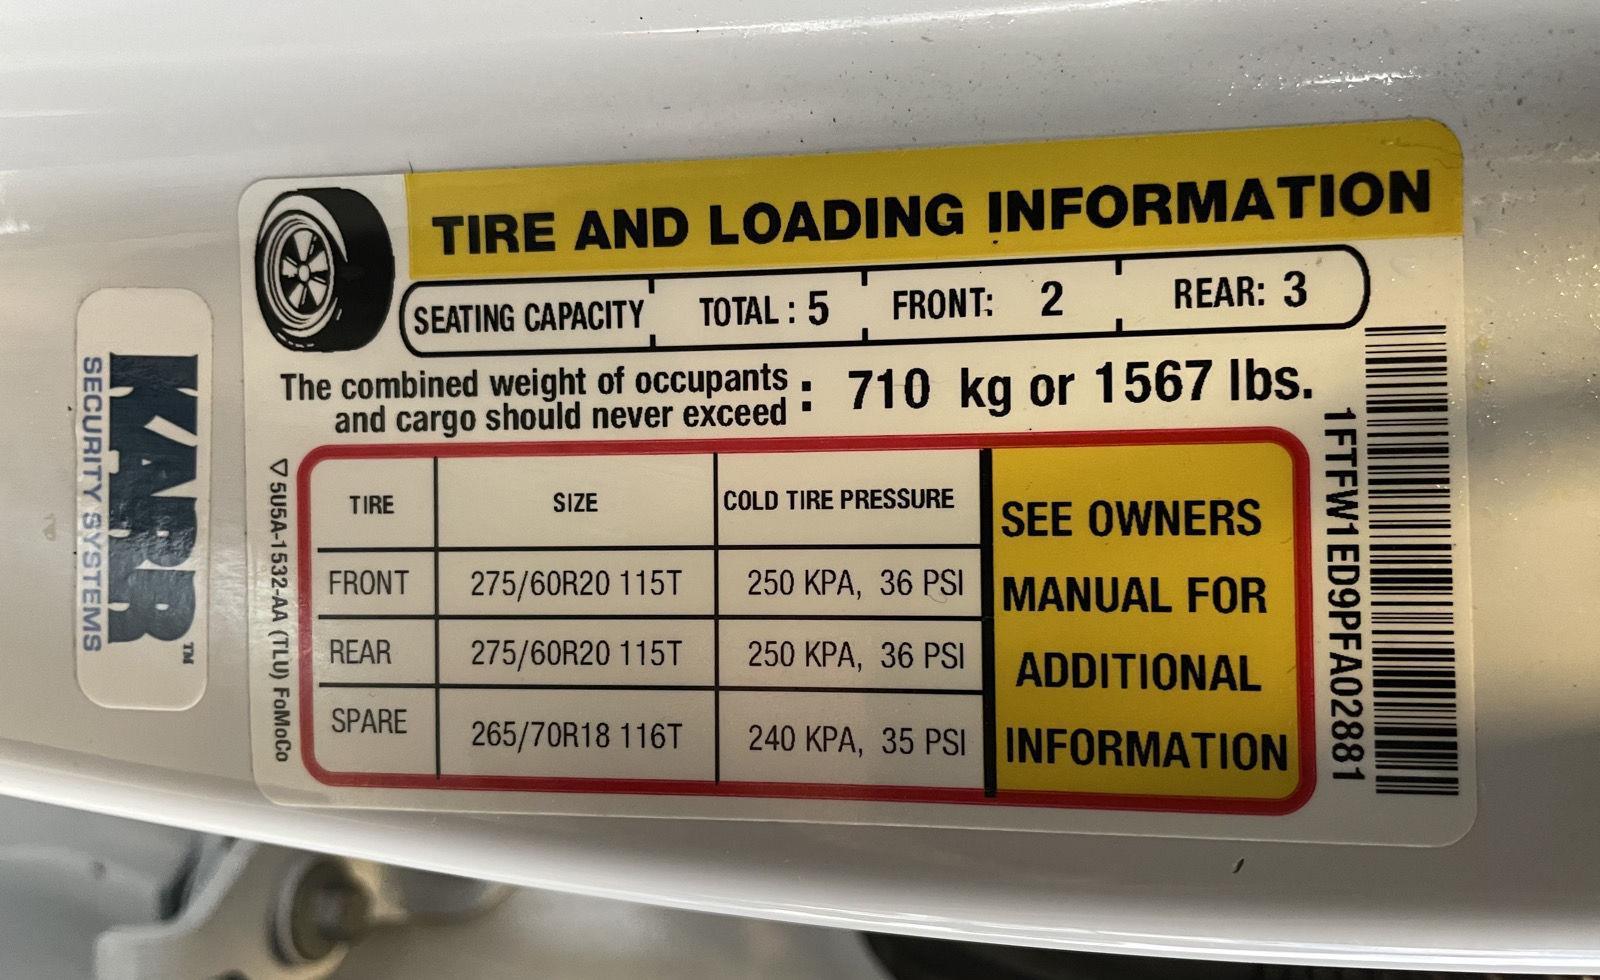 TIRE AND LOADING INFORMATION
SEATING CAPACITY TOTAL : 5 FRONT: 2 REAR: 3
The combined weight of occupants
and cargo should never exceed : 710 kg or 1567 lbs.
TIRE SIZE COLD TIRE PRESSURE
FRONT 275/60R20 115T 250 KPA, 36 PSI
REAR 275/60R20 115T 250 KPA, 36 PSI
SPARE 265/70R18 116T 240 KPA, 35 PSI
SEE OWNERS
MANUAL FOR
ADDITIONAL
INFORMATION
5U5A-1532-AA (TLU) FoMoCo
1FTFW1ED9PFA02881
KARR™
SECURITY SYSTEMS